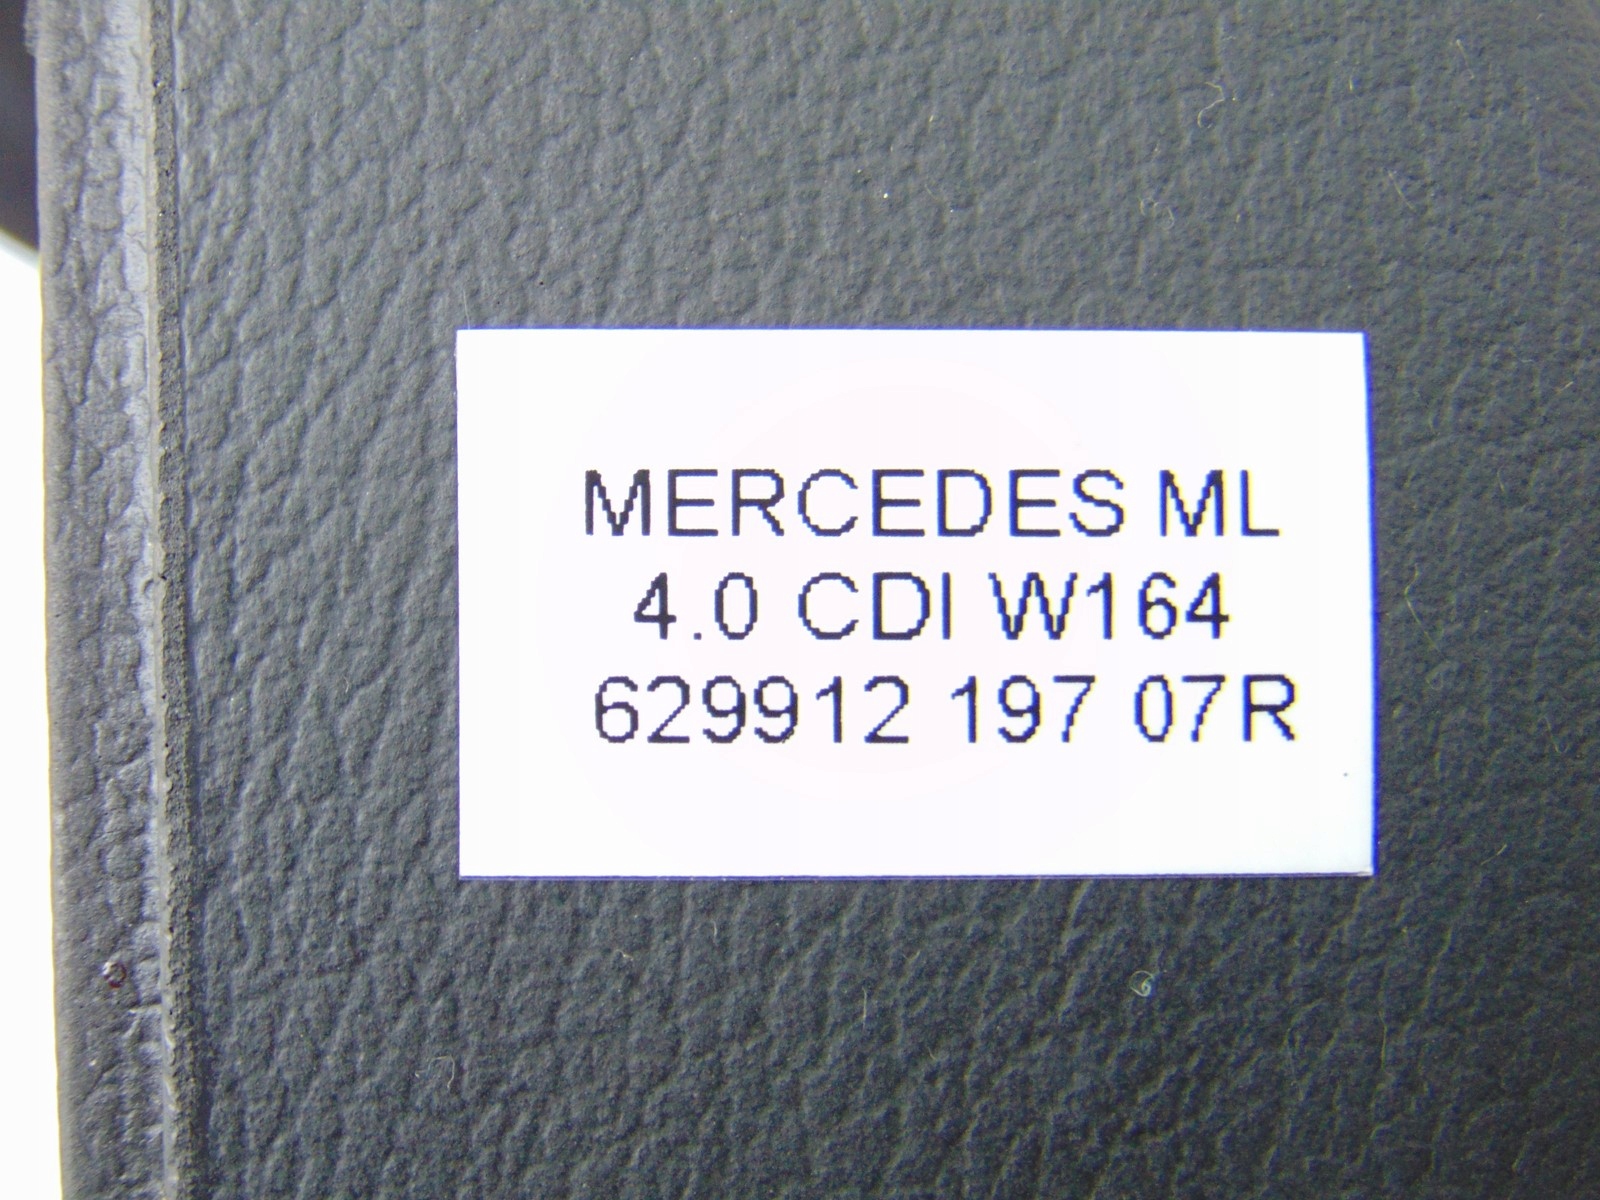 MERCEDES ML
4.0 CDI W164
629912 197 07R